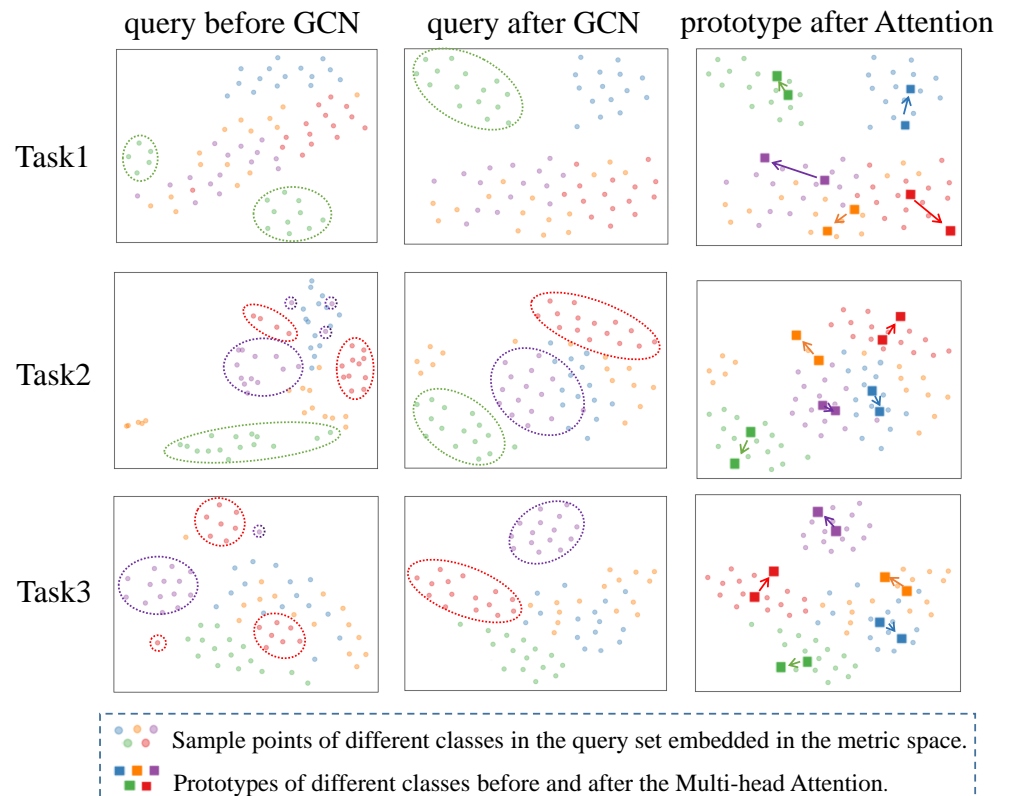 query before GCN
query after GCN
prototype after Attention
Task1
Task2
Task3
Sample points of different classes in the query set embedded in the metric space.
Prototypes of different classes before and after the Multi-head Attention.